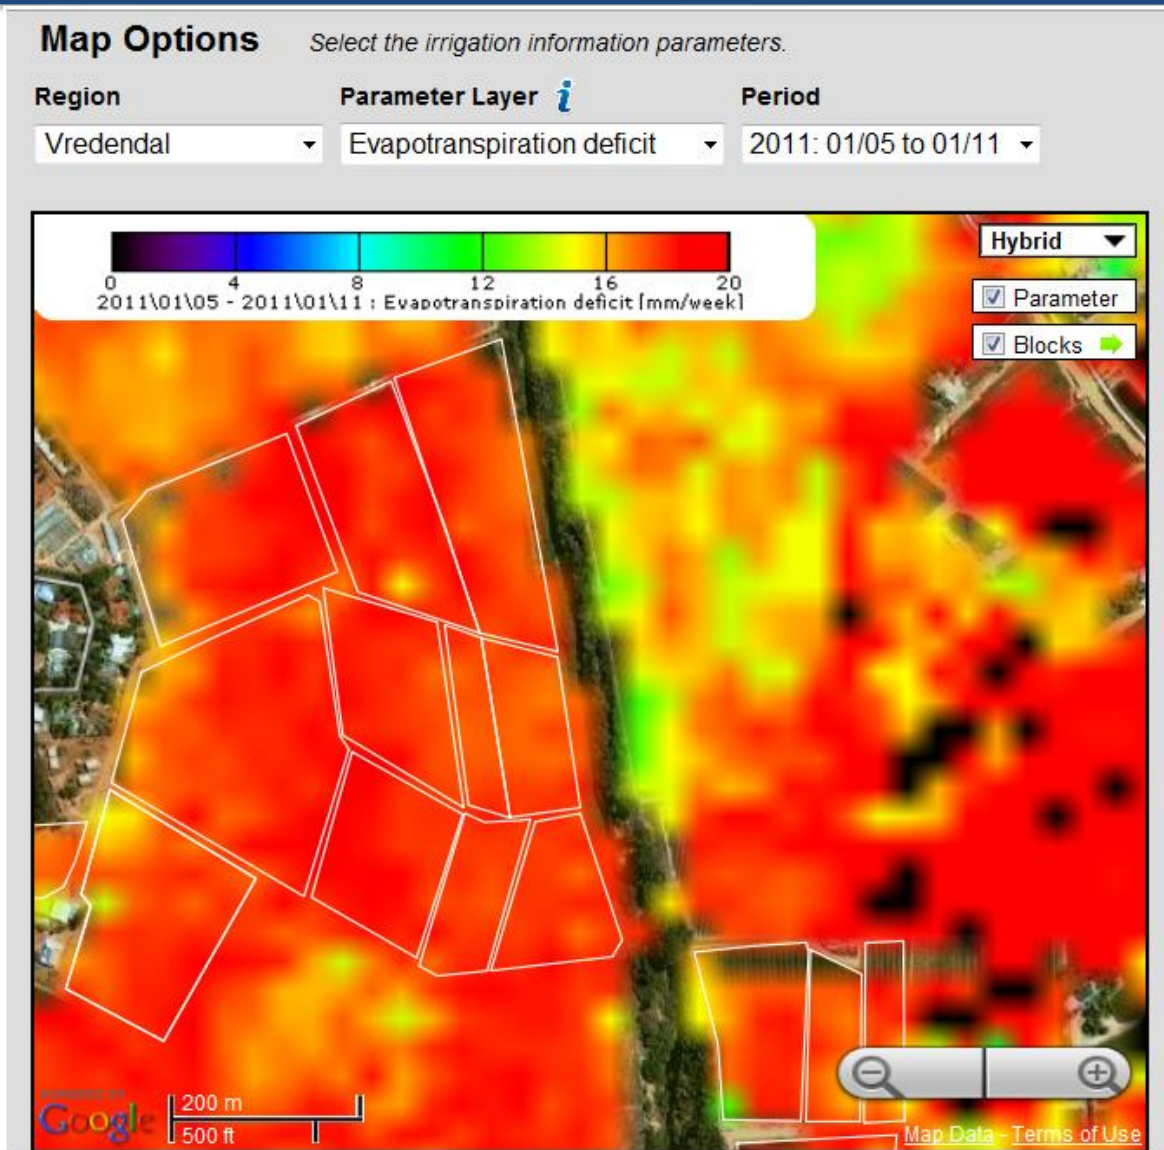 Map Options Select the irrigation information parameters.
Region Parameter Layer i Period
Vredendal Evapotranspiration deficit 2011: 01/05 to 01/11
Hybrid
0 4 8 12 16 20
2011\01\05 - 2011\01\11 : Evapotranspiration deficit [mm/week]
Parameter
Blocks
POWERED BY
Google
200 m
500 ft
Map Data - Terms of Use